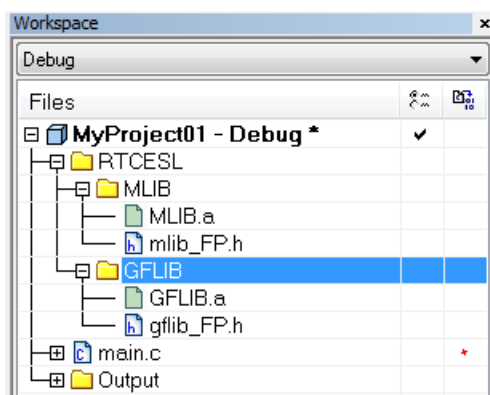 Workspace
Debug
Files
MyProject01 - Debug *
RTCESL
MLIB
MLIB.a
mlib_FP.h
GFLIB
GFLIB.a
gflib_FP.h
main.c
Output